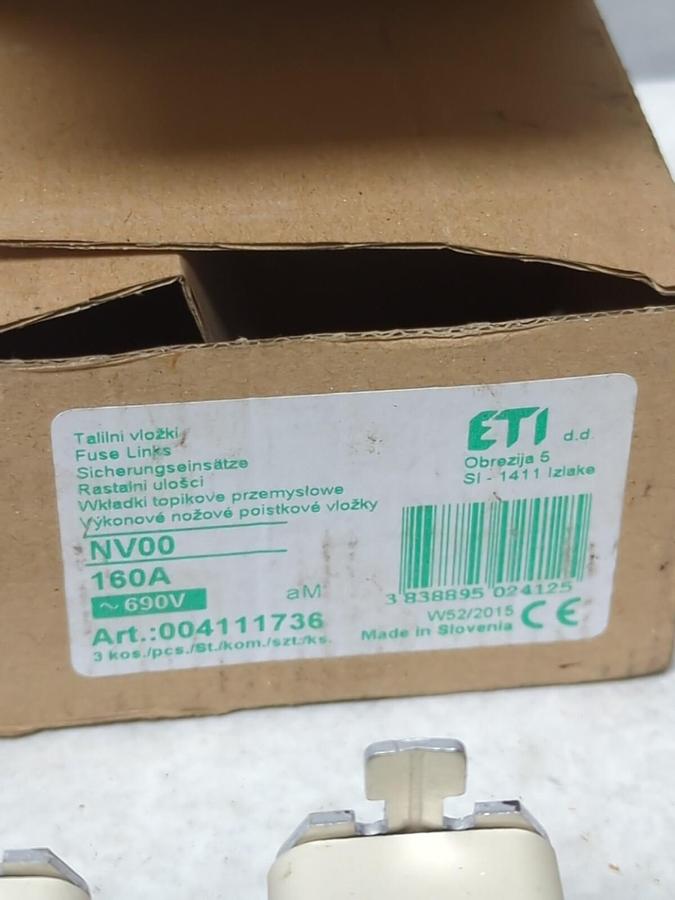 Talilni vložki
Fuse Links
Sicherungseinsätze
Rastalni ulošci
Wkładki topikowe przemysłowe
Výkonové nožové poistkové vložky
NV00
160A
~ 690V
aM
Art.:004111736
3 kos./pcs./St./kom./szt./ks.
ETI d.d.
Obrezija 5
SI - 1411 Izlake
3 838895 024125
W52/2015
Made in Slovenia CE